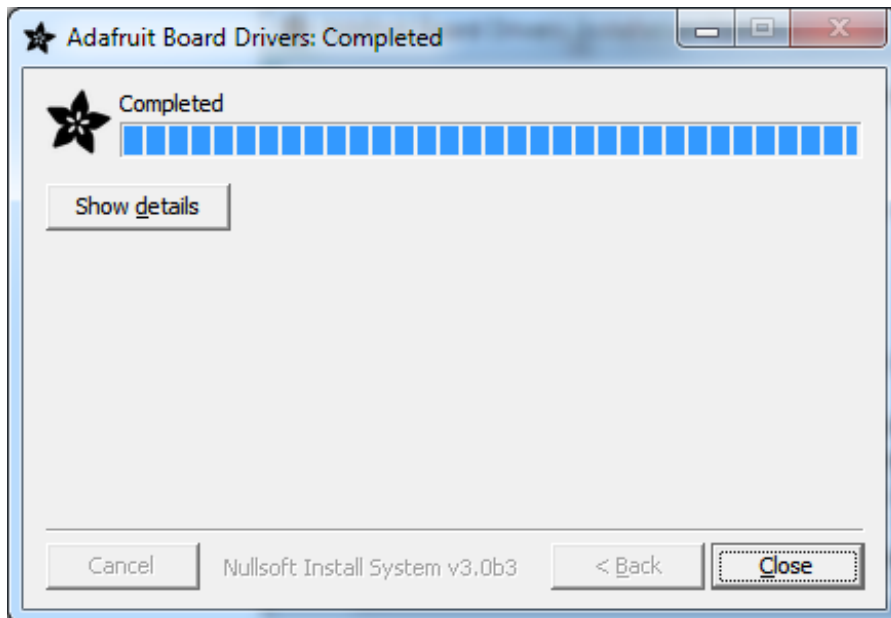 Adafruit Board Drivers: Completed
Completed
Show details
Cancel
Nullsoft Install System v3.0b3
< Back
Close